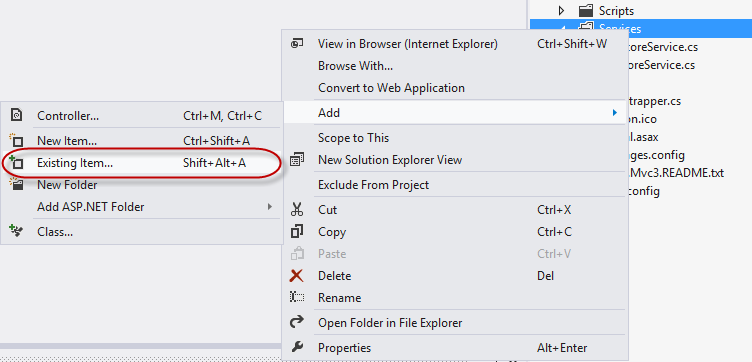 Scripts
Services
View in Browser (Internet Explorer) Ctrl+Shift+W
oreService.cs
Browse With...
oreService.cs
Convert to Web Application
Controller... Ctrl+M, Ctrl+C
Add
trapper.cs
on.ico
New Item... Ctrl+Shift+A
Scope to This
al.asax
Existing Item... Shift+Alt+A
New Solution Explorer View
ages.config
.Mvc3.README.txt
New Folder
Exclude From Project
.config
Add ASP.NET Folder
Cut Ctrl+X
Class...
Copy Ctrl+C
Paste Ctrl+V
Delete Del
Rename
Open Folder in File Explorer
Properties Alt+Enter